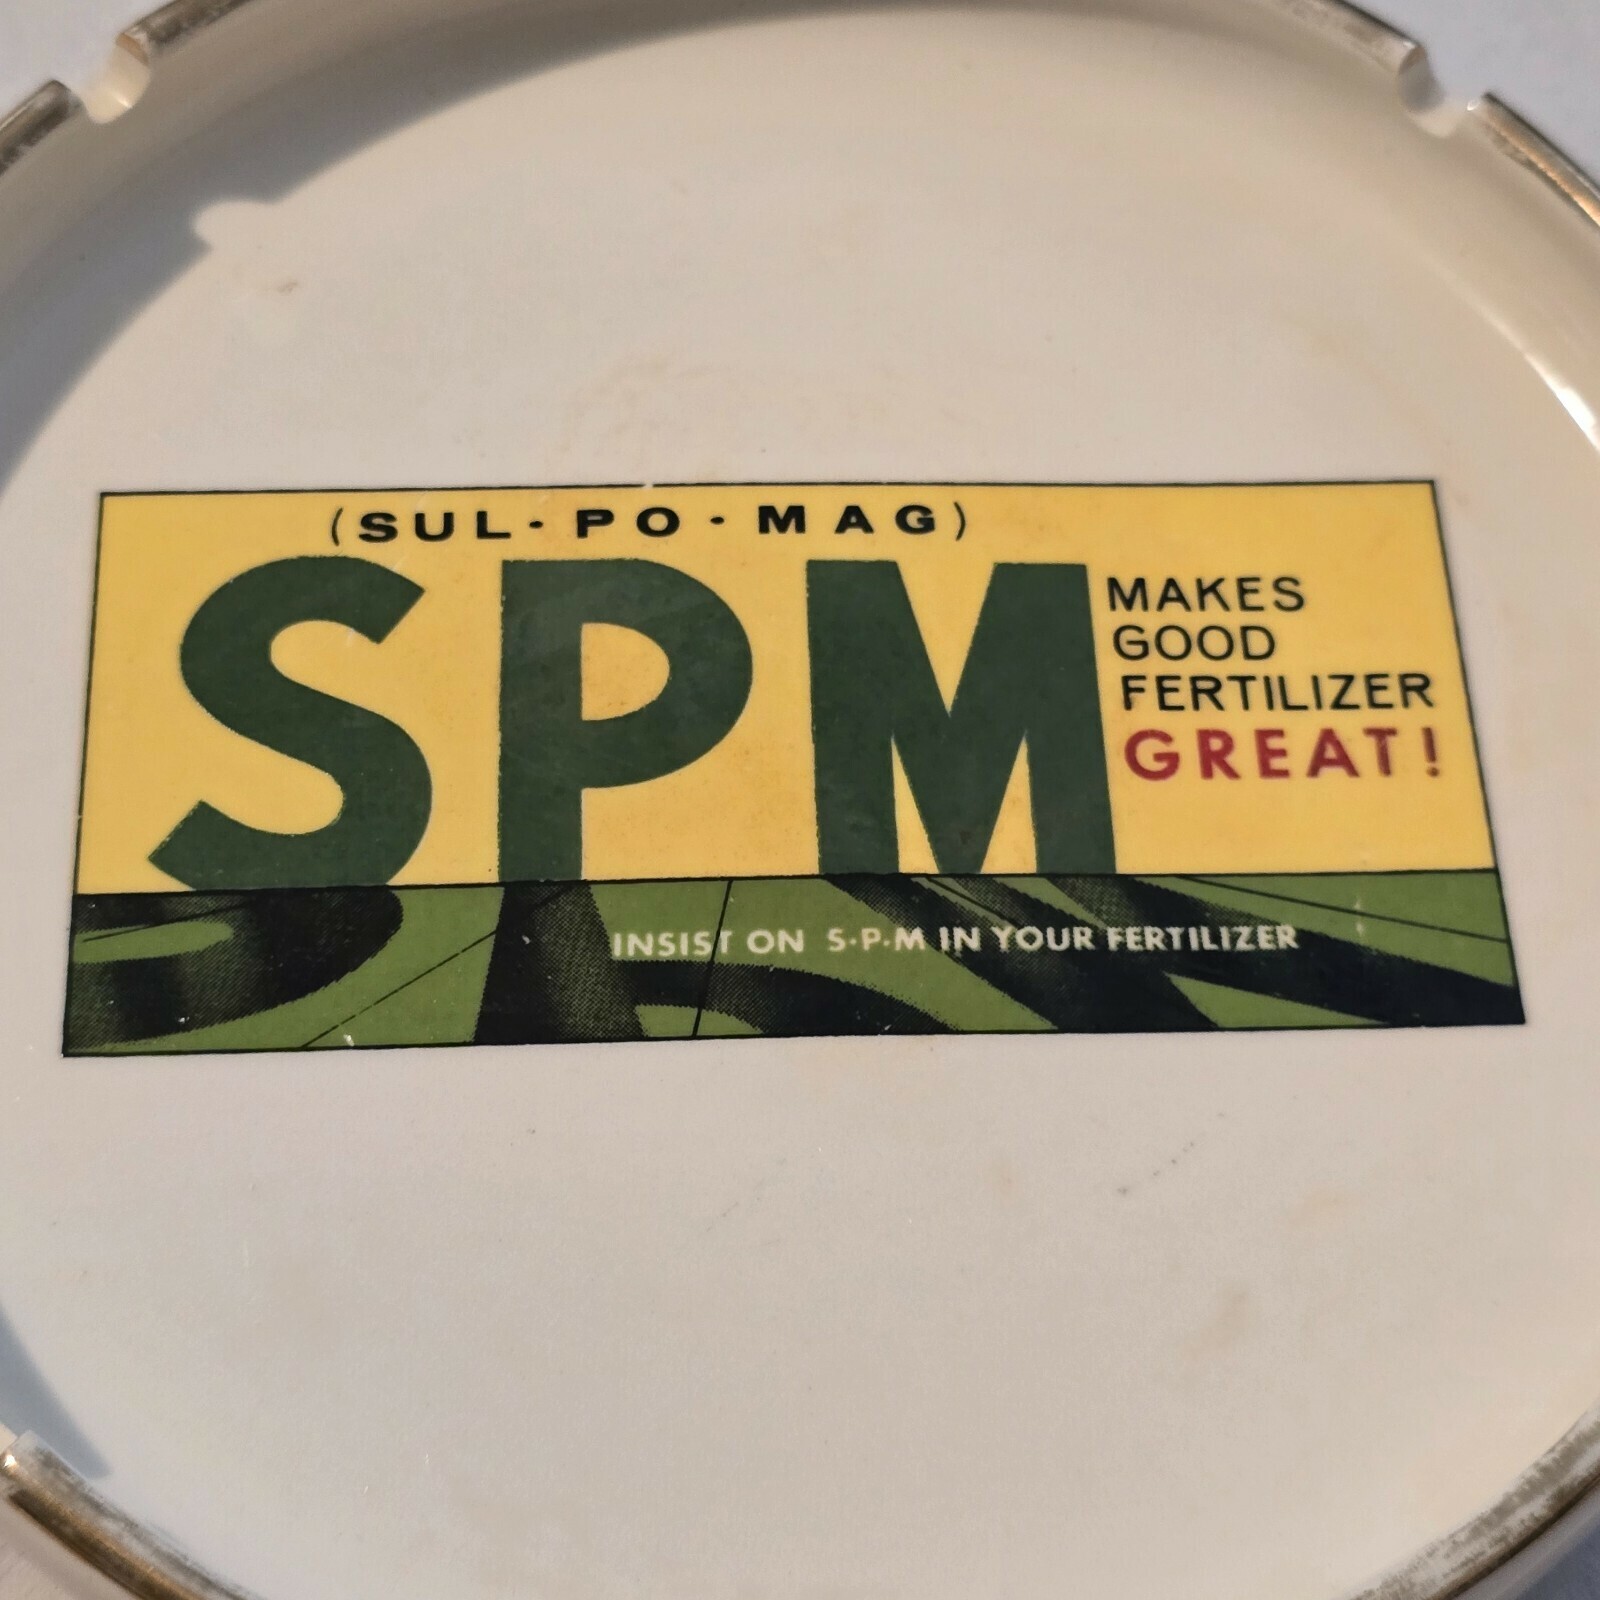 (SUL·PO·MAG)
SPM
MAKES
GOOD
FERTILIZER
GREAT!
INSIST ON S·P·M IN YOUR FERTILIZER